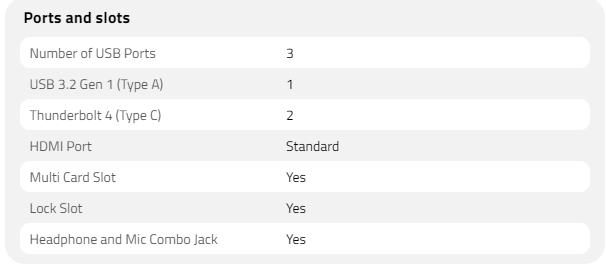 Ports and slots
Number of USB Ports 3
USB 3.2 Gen 1 (Type A) 1
Thunderbolt 4 (Type C) 2
HDMI Port Standard
Multi Card Slot Yes
Lock Slot Yes
Headphone and Mic Combo Jack Yes